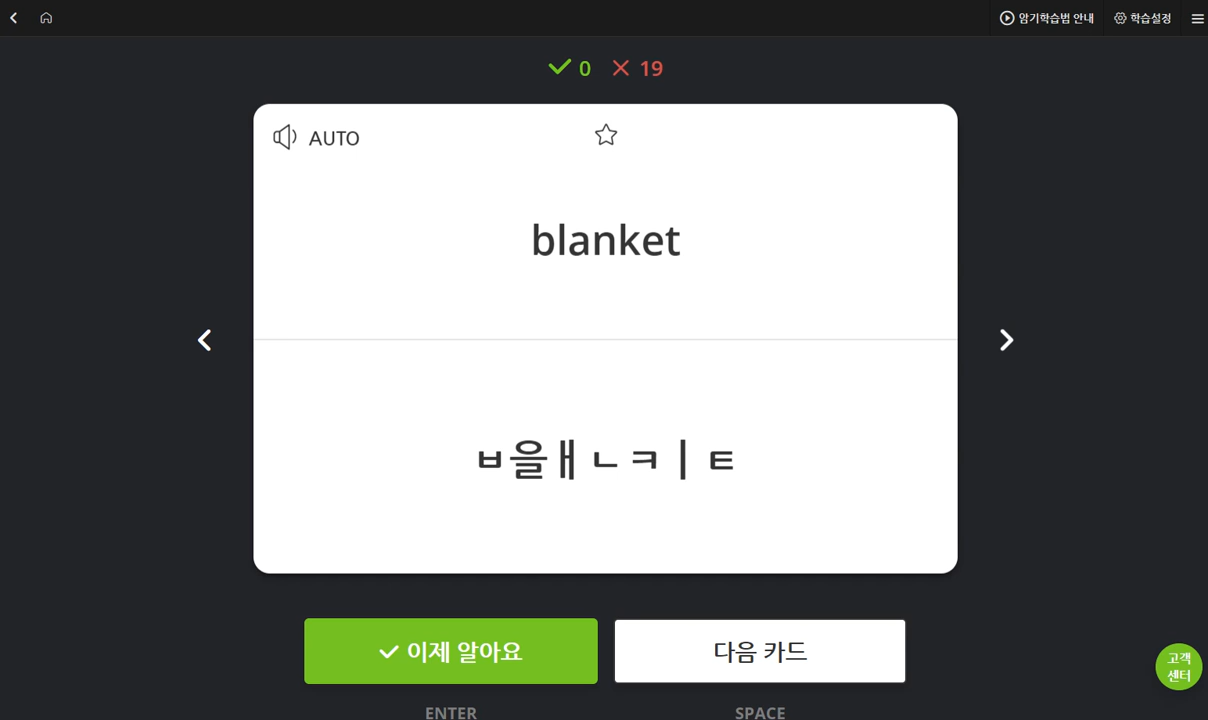 암기학습법 안내 학습설정
0 19
AUTO
blanket
ㅂ을ㅐㄴㅋㅣㅌ
이제 알아요 다음 카드
ENTER SPACE
고객
센터